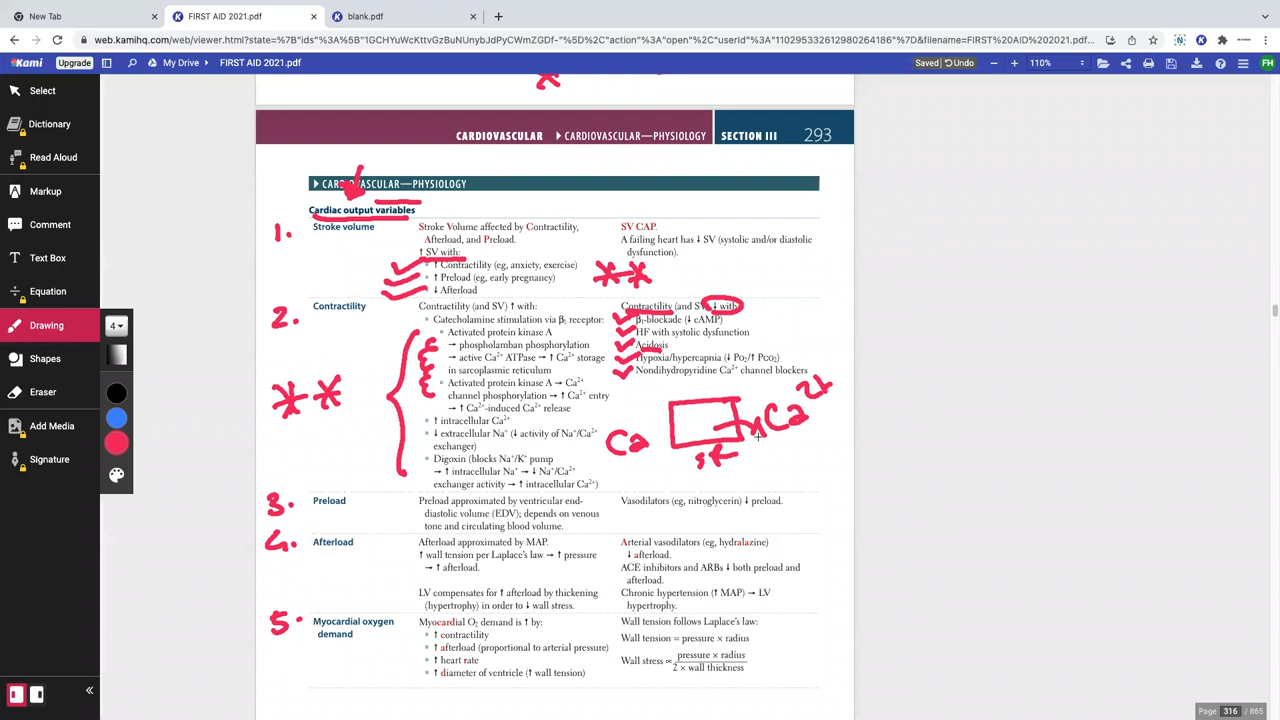 New Tab
FIRST AID 2021.pdf
blank.pdf
web.kamihq.com/web/viewer.html?state=%7B"ids"%3A%5B"1GCHYuWcKttvGzBuNUnybJdPyCWmZGDf-"%5D%2C"action"%3A"open"%2C"userId"%3A"110295332612980264186"%7D&filename=FIRST%20AID%202021.pdf...
Kami
Upgrade
My Drive
FIRST AID 2021.pdf
110%
Saved
Undo
FH
Select
Dictionary
Read Aloud
Markup
Comment
Text Box
Equation
Drawing
Shapes
Eraser
Add Media
Signature
4
CARDIOVASCULAR ▶ CARDIOVASCULAR—PHYSIOLOGY SECTION III 293
▶ CARDIOVASCULAR—PHYSIOLOGY
Cardiac output variables
1.
Stroke volume
Stroke Volume affected by Contractility,
Afterload, and Preload.
↑ SV with:
↑ Contractility (eg, anxiety, exercise)
↑ Preload (eg, early pregnancy)
↓ Afterload
SV CAP.
A failing heart has ↓ SV (systolic and/or diastolic
dysfunction).
2.
Contractility
Contractility (and SV) ↑ with:
Catecholamine stimulation via β1 receptor:
Activated protein kinase A
→ phospholamban phosphorylation
→ active Ca2+ ATPase → ↑ Ca2+ storage
in sarcoplasmic reticulum
Activated protein kinase A → Ca2+
channel phosphorylation → ↑ Ca2+ entry
→ ↑ Ca2+-induced Ca2+ release
↑ intracellular Ca2+
↓ extracellular Na+ (↓ activity of Na+/Ca2+
exchanger)
Digoxin (blocks Na+/K+ pump
→ ↑ intracellular Na+ → ↓ Na+/Ca2+
exchanger activity → ↑ intracellular Ca2+)
Contractility (and SV) ↓ with:
β1-blockade (↓ cAMP)
HF with systolic dysfunction
Acidosis
Hypoxia/hypercapnia (↓ PO2/↑ PCO2)
Nondihydropyridine Ca2+ channel blockers
Ca2+
Ca
3.
Preload
Preload approximated by ventricular end-
diastolic volume (EDV); depends on venous
tone and circulating blood volume.
Vasodilators (eg, nitroglycerin) ↓ preload.
4.
Afterload
Afterload approximated by MAP.
↑ wall tension per Laplace's law → ↑ pressure
→ ↑ afterload.
LV compensates for ↑ afterload by thickening
(hypertrophy) in order to ↓ wall stress.
Arterial vasodilators (eg, hydralazine)
↓ afterload.
ACE inhibitors and ARBs ↓ both preload and
afterload.
Chronic hypertension (↑ MAP) → LV
hypertrophy.
5.
Myocardial oxygen
demand
Myocardial O2 demand is ↑ by:
↑ contractility
↑ afterload (proportional to arterial pressure)
↑ heart rate
↑ diameter of ventricle (↑ wall tension)
Wall tension follows Laplace's law:
Wall tension = pressure × radius
Wall stress ∝ pressure × radius
2 × wall thickness
Page 316 / 865